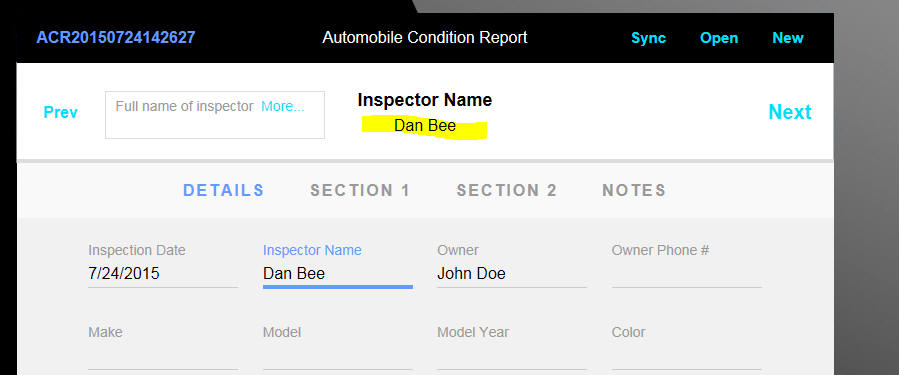 ACR20150724142627 Automobile Condition Report Sync Open New
Prev Full name of inspector More... Inspector Name Next
Dan Bee
DETAILS SECTION 1 SECTION 2 NOTES
Inspection Date Inspector Name Owner Owner Phone #
7/24/2015 Dan Bee John Doe
Make Model Model Year Color